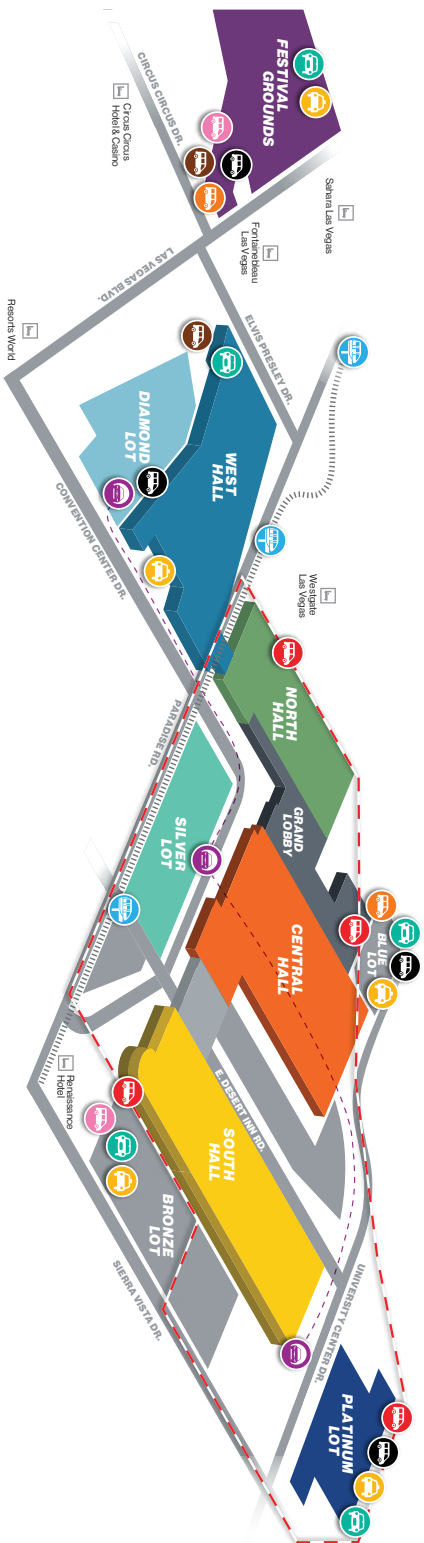 FESTIVAL
GROUNDS
CIRCUS CIRCUS DR.
Circus Circus
Hotel & Casino
Sahara Las Vegas
Fontainebleau
Las Vegas
LAS VEGAS BLVD.
Resorts World
ELVIS PRESLEY DR.
DIAMOND
LOT
WEST
HALL
CONVENTION CENTER DR.
Westgate
Las Vegas
NORTH
HALL
PARADISE RD.
SILVER
LOT
GRAND
LOBBY
CENTRAL
HALL
BLUE
LOT
Renaissance
Hotel
E. DESERT INN RD.
SOUTH
HALL
BRONZE
LOT
SIERRA VISTA DR.
UNIVERSITY CENTER DR.
PLATINUM
LOT